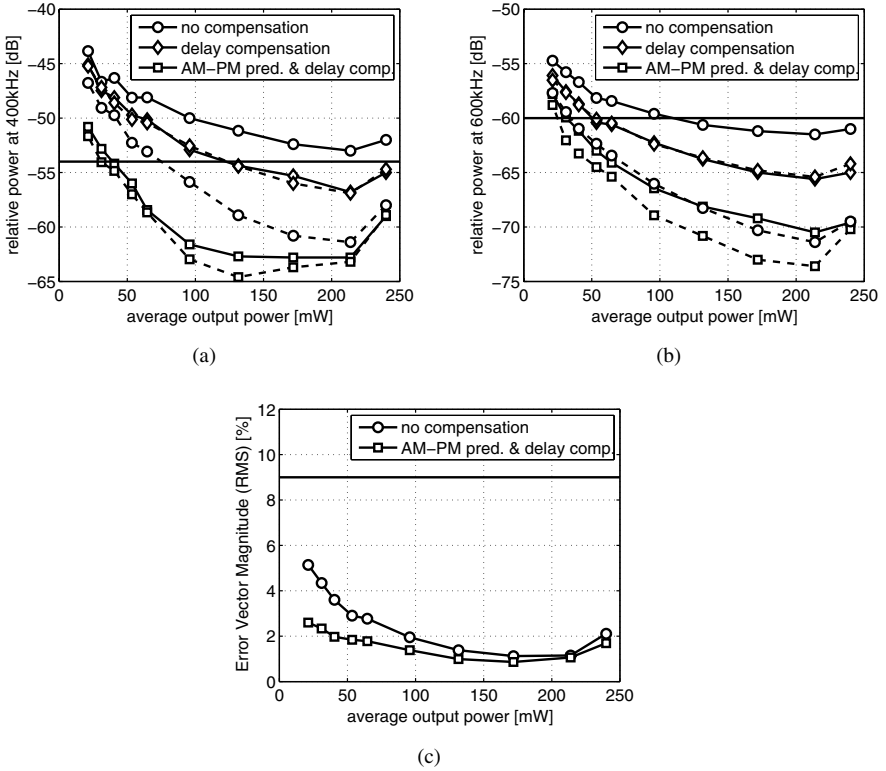 −40
−45
−50
−55
−60
−65
relative power at 400kHz [dB]
no compensation
delay compensation
AM−PM pred. & delay comp.
0
50
100
150
200
250
average output power [mW]
(a)
−50
−55
−60
−65
−70
−75
relative power at 600kHz [dB]
no compensation
delay compensation
AM−PM pred. & delay comp.
0
50
100
150
200
250
average output power [mW]
(b)
12
10
8
6
4
2
0
Error Vector Magnitude (RMS) [%]
no compensation
AM−PM pred. & delay comp.
0
50
100
150
200
250
average output power [mW]
(c)